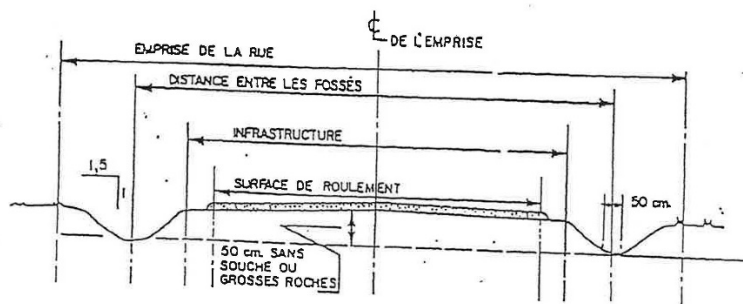 ℄
DE L'EMPRISE
EMPRISE DE LA RUE
DISTANCE ENTRE LES FOSSÉS
INFRASTRUCTURE
1,5
1
SURFACE DE ROULEMENT
50 cm.
50 cm. SANS
SOUCHE OU
GROSSES ROCHES